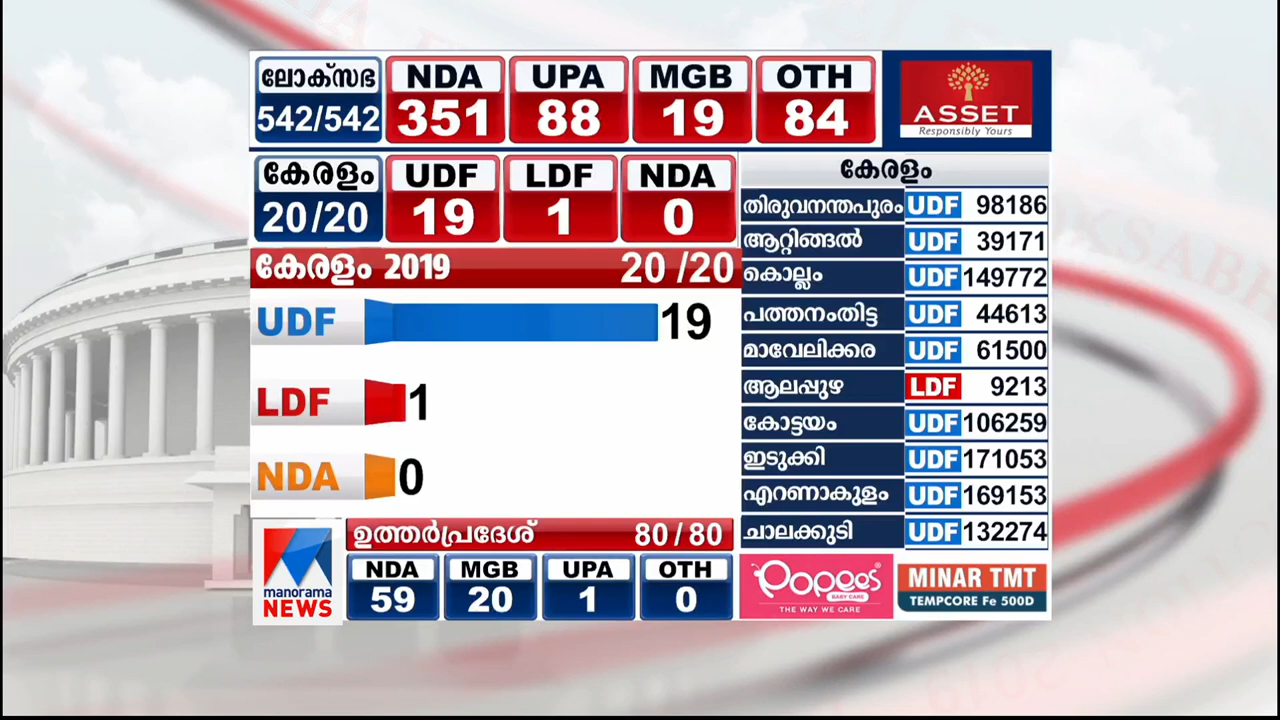 ലോക്സഭ NDA UPA MGB OTH
542/542 351 88 19 84
ASSET
Responsibly Yours
കേരളം UDF LDF NDA
20/20 19 1 0
കേരളം 2019 20/20
UDF 19
LDF 1
NDA 0
കേരളം
തിരുവനന്തപുരം UDF 98186
ആറ്റിങ്ങൽ UDF 39171
കൊല്ലം UDF 149772
പത്തനംതിട്ട UDF 44613
മാവേലിക്കര UDF 61500
ആലപ്പുഴ LDF 9213
കോട്ടയം UDF 106259
ഇടുക്കി UDF 171053
എറണാകുളം UDF 169153
ചാലക്കുടി UDF 132274
manorama
NEWS
ഉത്തർപ്രദേശ് 80/80
NDA MGB UPA OTH
59 20 1 0
Popees
BABY CARE
THE WAY WE CARE
MINAR TMT
TEMPCORE Fe 500D